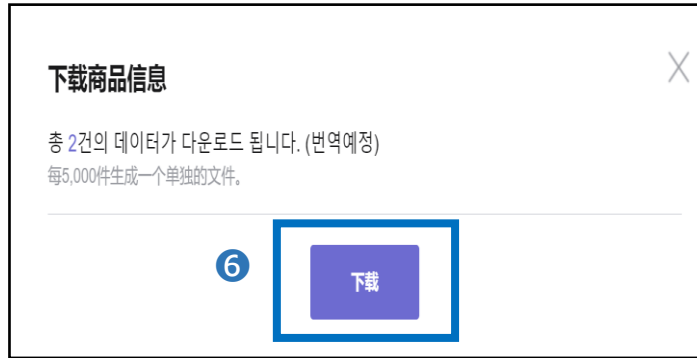 下载商品信息
X
총 2건의 데이터가 다운로드 됩니다. (번역예정)
每5,000件生成一个单独的文件。
❻
下载